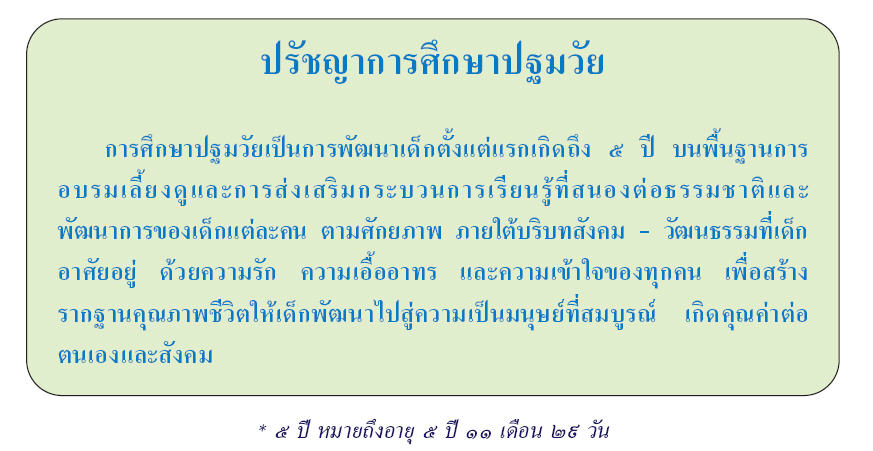 ปรัชญาการศึกษาปฐมวัย
การศึกษาปฐมวัยเป็นการพัฒนาเด็กตั้งแต่แรกเกิดถึง ๕ ปี บนพื้นฐานการ
อบรมเลี้ยงดูและการส่งเสริมกระบวนการเรียนรู้ที่สนองต่อธรรมชาติและ
พัฒนาการของเด็กแต่ละคน ตามศักยภาพ ภายใต้บริบทสังคม - วัฒนธรรมที่เด็ก
อาศัยอยู่ ด้วยความรัก ความเอื้ออาทร และความเข้าใจของทุกคน เพื่อสร้าง
รากฐานคุณภาพชีวิตให้เด็กพัฒนาไปสู่ความเป็นมนุษย์ที่สมบูรณ์ เกิดคุณค่าต่อ
ตนเองและสังคม
* ๕ ปี หมายถึงอายุ ๕ ปี ๑๑ เดือน ๒๙ วัน